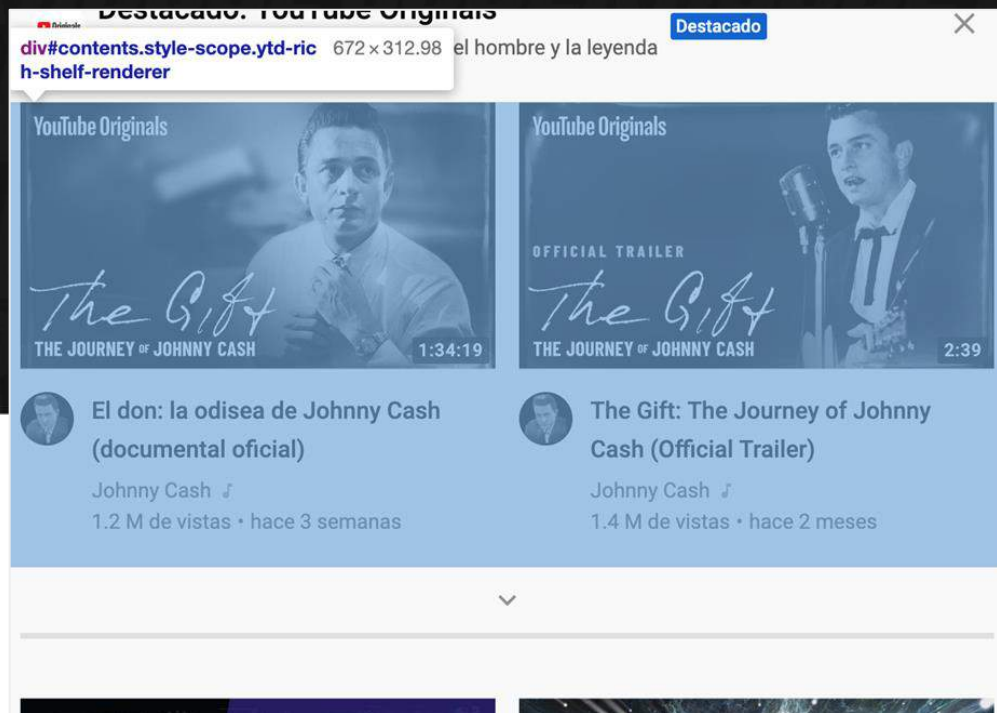 Destacado: YouTube Originals
Originals
Destacado
div#contents.style-scope.ytd-ric
h-shelf-renderer
672 × 312.98
el hombre y la leyenda
YouTube Originals
THE GIFT
THE JOURNEY OF JOHNNY CASH
1:34:19
YouTube Originals
OFFICIAL TRAILER
The Gift
THE JOURNEY OF JOHNNY CASH
2:39
El don: la odisea de Johnny Cash
(documental oficial)
Johnny Cash
1.2 M de vistas • hace 3 semanas
The Gift: The Journey of Johnny
Cash (Official Trailer)
Johnny Cash
1.4 M de vistas • hace 2 meses